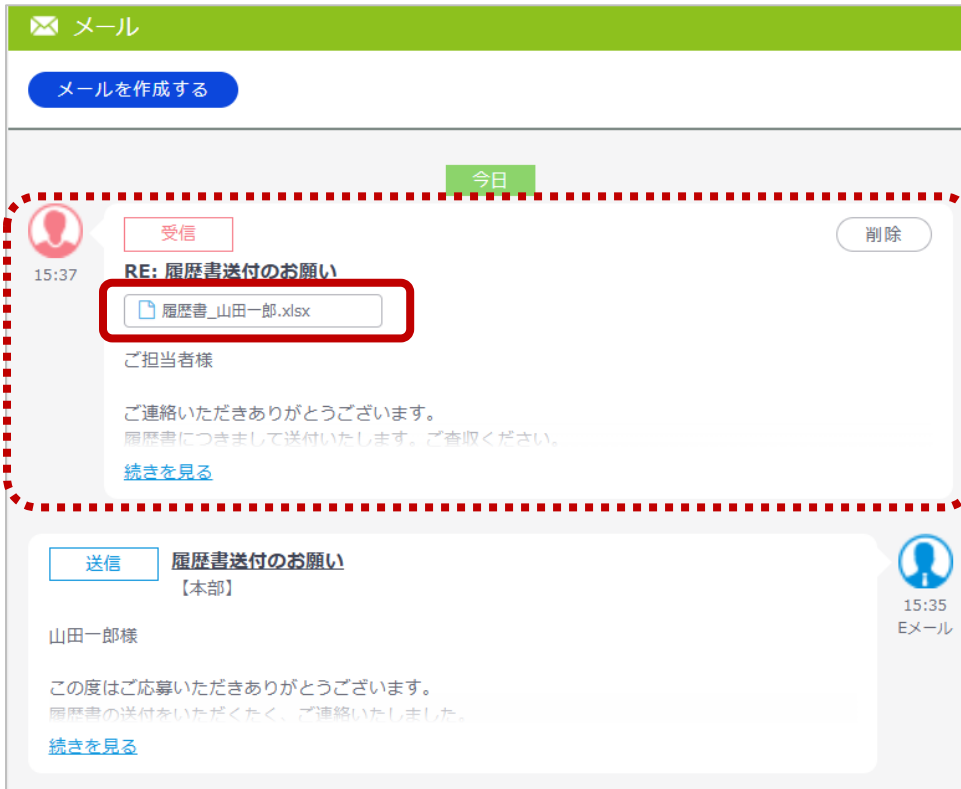 メール
メールを作成する
今日
受信
削除
15:37
RE: 履歴書送付のお願い
履歴書_山田一郎.xlsx
ご担当者様
ご連絡いただきありがとうございます。
履歴書につきまして送付いたします。ご査収ください。
続きを見る
送信
履歴書送付のお願い
【本部】
15:35
Eメール
山田一郎様
この度はご応募いただきありがとうございます。
履歴書の送付をいただくたく、ご連絡いたしました。
続きを見る